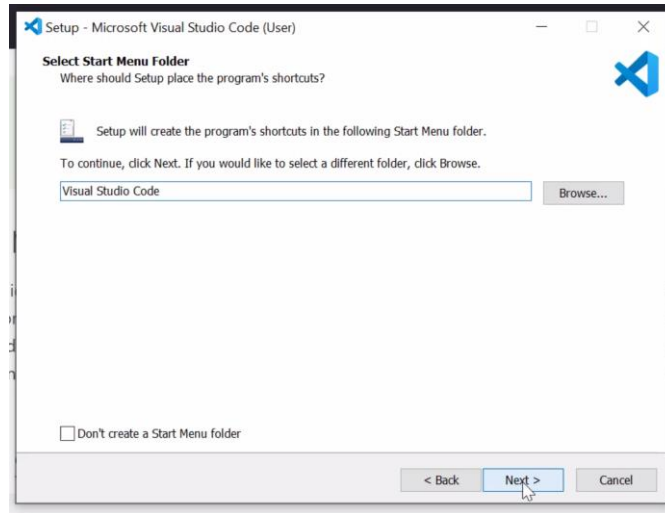 Setup - Microsoft Visual Studio Code (User)
Select Start Menu Folder
Where should Setup place the program's shortcuts?
Setup will create the program's shortcuts in the following Start Menu folder.
To continue, click Next. If you would like to select a different folder, click Browse.
Visual Studio Code
Browse...
Don't create a Start Menu folder
< Back
Next >
Cancel